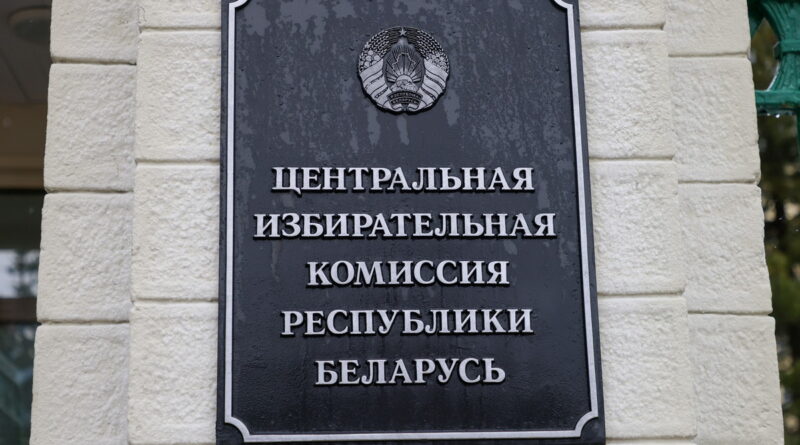 ЦЕНТРАЛЬНАЯ
ИЗБИРАТЕЛЬНАЯ
КОМИССИЯ
РЕСПУБЛИКИ
БЕЛАРУСЬ